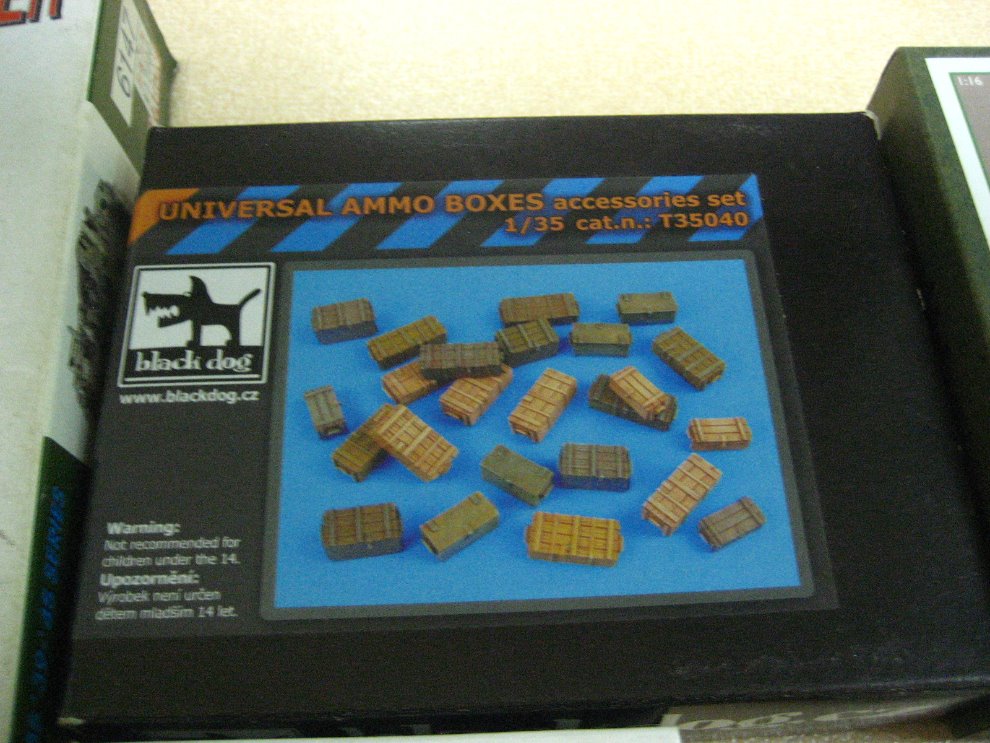 UNIVERSAL AMMO BOXES accessories set
1/35 cat.n.: T35040
black dog
www.blackdog.cz
Warning:
Not recommended for
children under the 14.
Upozornění:
Výrobek není určen
dětem mladším 14 let.
1:16